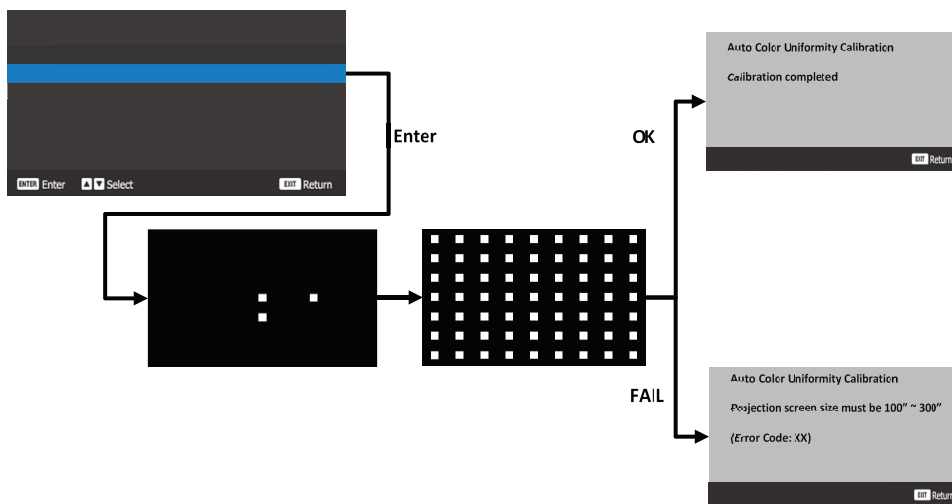 ENTER Enter ▲ ▼ Select EXIT Return
Enter
OK
Auto Color Uniformity Calibration
Calibration completed
EXIT Return
FAIL
Auto Color Uniformity Calibration
Projection screen size must be 100" ~ 300"
(Error Code: XX)
EXIT Return